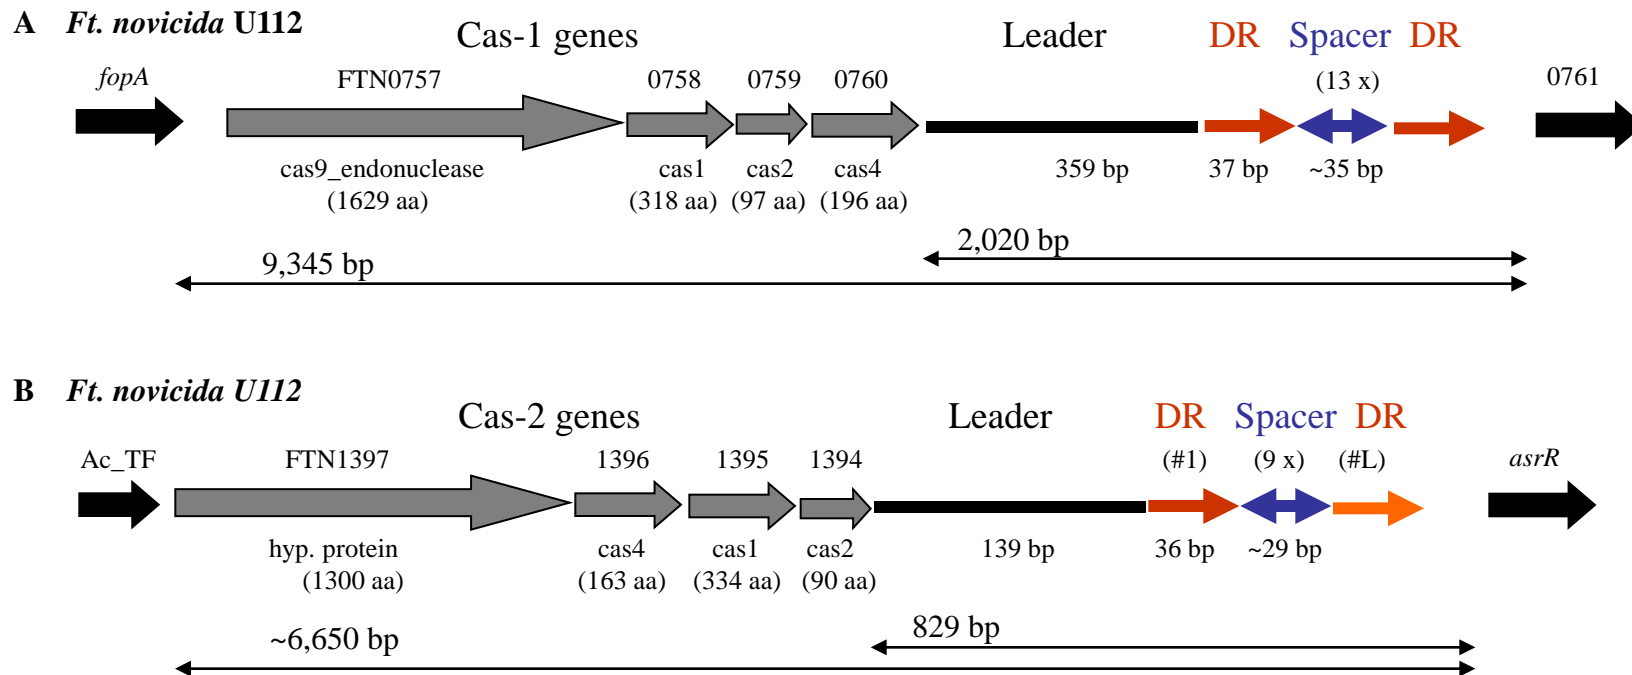 A Ft. novicida U112
Cas-1 genes Leader DR Spacer DR
fopA FTN0757 0758 0759 0760 (13 x) 0761
cas9_endonuclease cas1 cas2 cas4 359 bp 37 bp ~35 bp
(1629 aa) (318 aa) (97 aa) (196 aa)
2,020 bp
9,345 bp
B Ft. novicida U112
Cas-2 genes Leader DR Spacer DR
Ac_TF FTN1397 1396 1395 1394 (#1) (9 x) (#L) asrR
hyp. protein cas4 cas1 cas2 139 bp 36 bp ~29 bp
(1300 aa) (163 aa) (334 aa) (90 aa)
829 bp
~6,650 bp